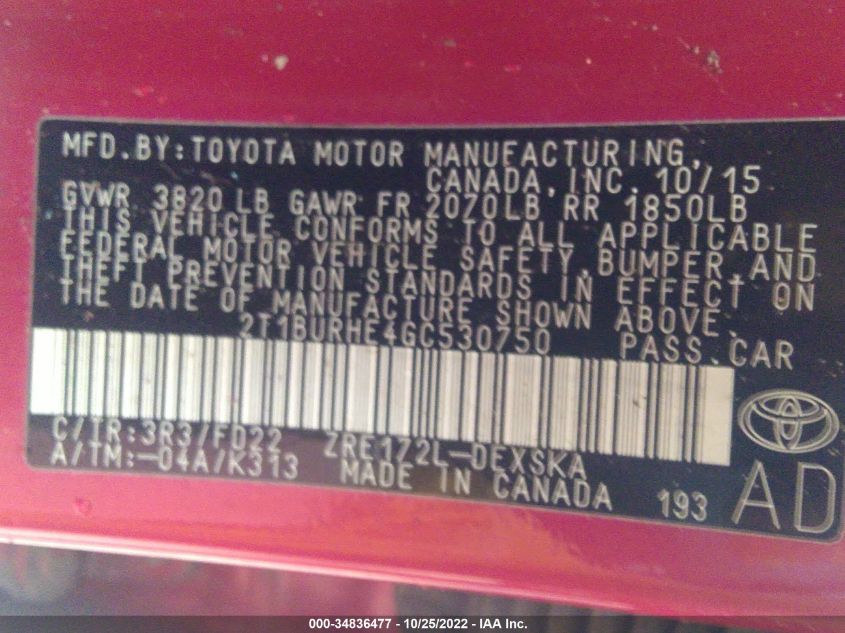 MFD.BY:TOYOTA MOTOR MANUFACTURING,
CANADA,INC. 10/15
GVWR 3820 LB GAWR FR 2070LB RR 1850LB
THIS VEHICLE CONFORMS TO ALL APPLICABLE
FEDERAL MOTOR VEHICLE SAFETY,BUMPER,AND
THEFT PREVENTION STANDARDS IN EFFECT ON
THE DATE OF MANUFACTURE SHOWN ABOVE.
2T1BURHE4GC530750 PASS.CAR
C/TR:3R3/FD22 ZRE172L-DEXSKA
A/TM:-04A/K313 MADE IN CANADA 193
AD
000-34836477 - 10/25/2022 - IAA Inc.